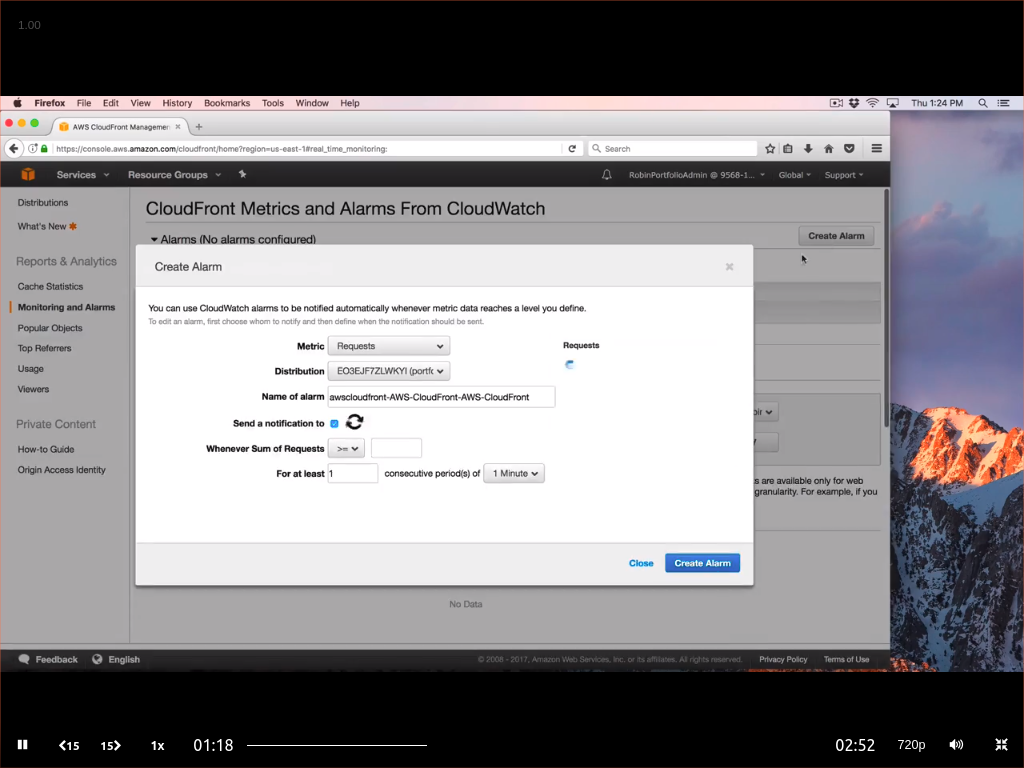 1.00
Firefox File Edit View History Bookmarks Tools Window Help Thu 1:24 PM
AWS CloudFront Managemen
https://console.aws.amazon.com/cloudfront/home?region=us-east-1#real_time_monitoring:
Search
Services Resource Groups RobinPortfolioAdmin @ 9568-1... Global Support
Distributions
What's New
Reports & Analytics
Cache Statistics
Monitoring and Alarms
Popular Objects
Top Referrers
Usage
Viewers
Private Content
How-to Guide
Origin Access Identity
CloudFront Metrics and Alarms From CloudWatch
Alarms (No alarms configured)
Create Alarm
Create Alarm
You can use CloudWatch alarms to be notified automatically whenever metric data reaches a level you define.
To edit an alarm, first choose whom to notify and then define when the notification should be sent.
Metric Requests
Requests
Distribution EO3EJF7ZLWKYI (portfo
Name of alarm awscloudfront-AWS-CloudFront-AWS-CloudFront
Send a notification to
Whenever Sum of Requests >=
For at least 1 consecutive period(s) of 1 Minute
Close Create Alarm
s are available only for web
granularity. For example, if you
No Data
Feedback English © 2008 - 2017, Amazon Web Services, Inc. or its affiliates. All rights reserved. Privacy Policy Terms of Use
15 15 1x 01:18 02:52 720p